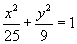 x²/25 + y²/9 = 1